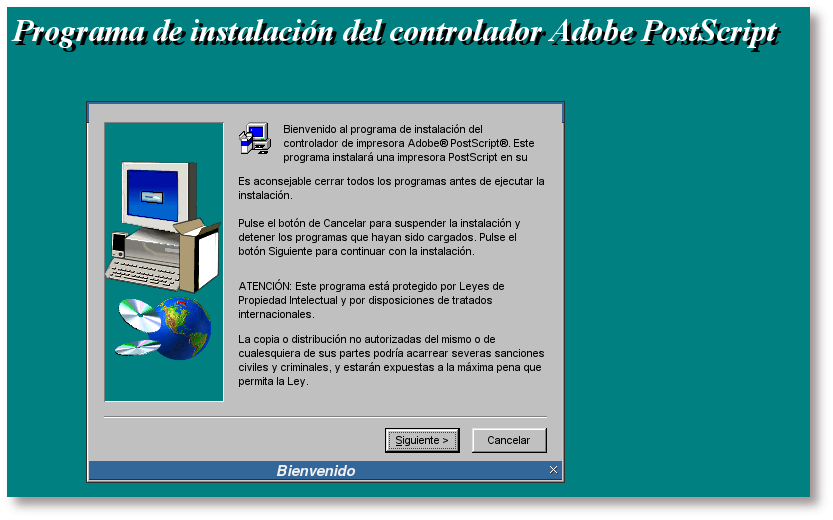 Programa de instalación del controlador Adobe PostScript
Bienvenido al programa de instalación del
controlador de impresora Adobe® PostScript®. Este
programa instalará una impresora PostScript en su
Es aconsejable cerrar todos los programas antes de ejecutar la
instalación.
Pulse el botón de Cancelar para suspender la instalación y
detener los programas que hayan sido cargados. Pulse el
botón Siguiente para continuar con la instalación.
ATENCIÓN: Este programa está protegido por Leyes de
Propiedad Intelectual y por disposiciones de tratados
internacionales.
La copia o distribución no autorizadas del mismo o de
cualesquiera de sus partes podría acarrear severas sanciones
civiles y criminales, y estarán expuestas a la máxima pena que
permita la Ley.
Siguiente >
Cancelar
Bienvenido